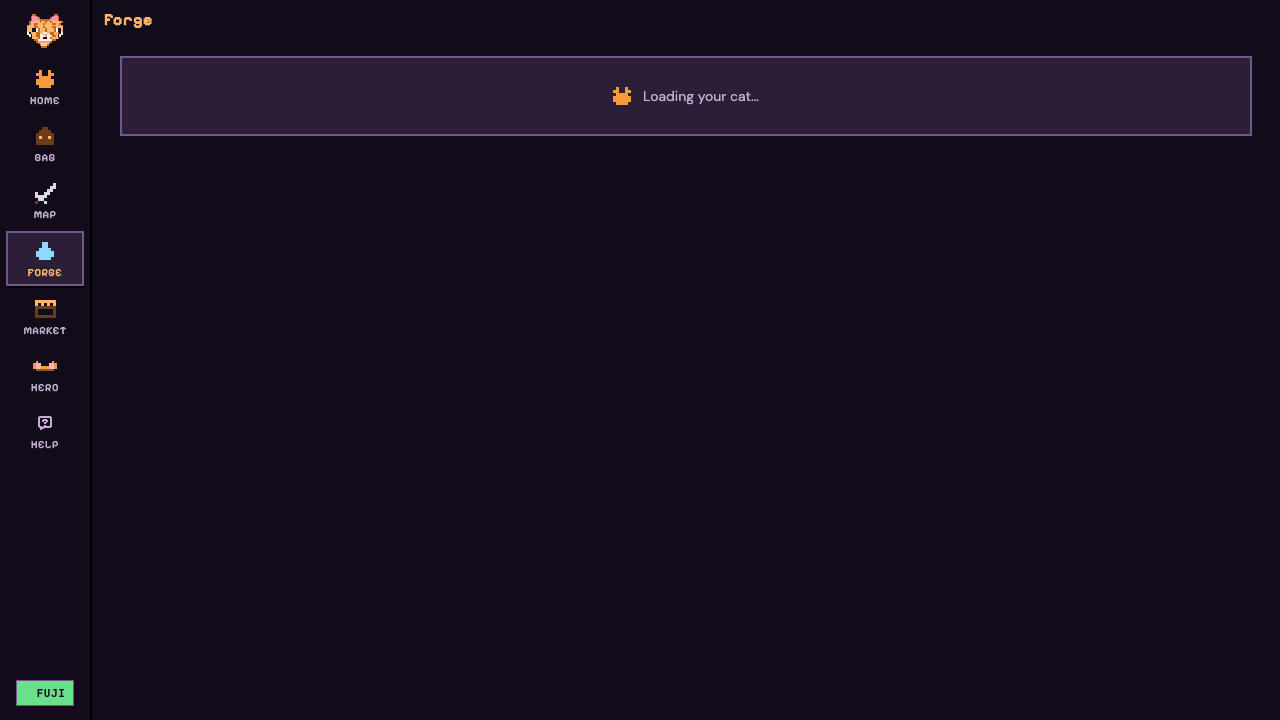 Forge
HOME
BAG
MAP
FORGE
MARKET
HERO
HELP
Loading your cat...
FUJI